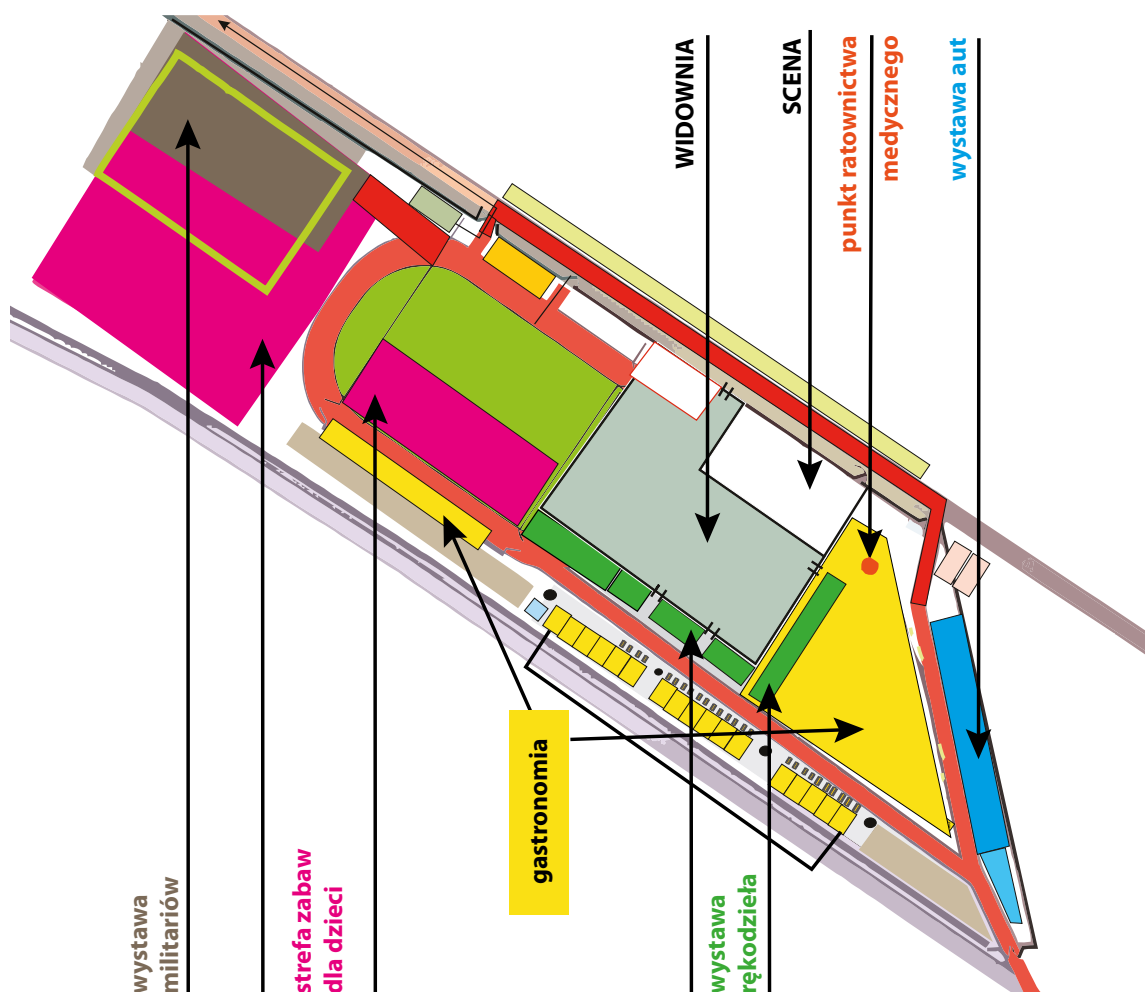 WIDOWNIA
SCENA
punkt ratownictwa
medycznego
wystawa aut
wystawa
militariów
strefa zabaw
dla dzieci
gastronomia
wystawa
rękodzieła